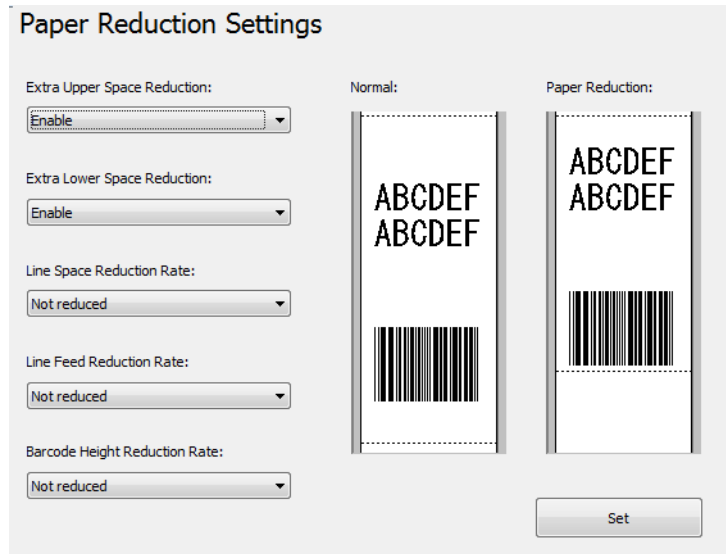 Paper Reduction Settings
Extra Upper Space Reduction:
Enable
Extra Lower Space Reduction:
Enable
Line Space Reduction Rate:
Not reduced
Line Feed Reduction Rate:
Not reduced
Barcode Height Reduction Rate:
Not reduced
Normal:
ABCDEF
ABCDEF
Paper Reduction:
ABCDEF
ABCDEF
Set